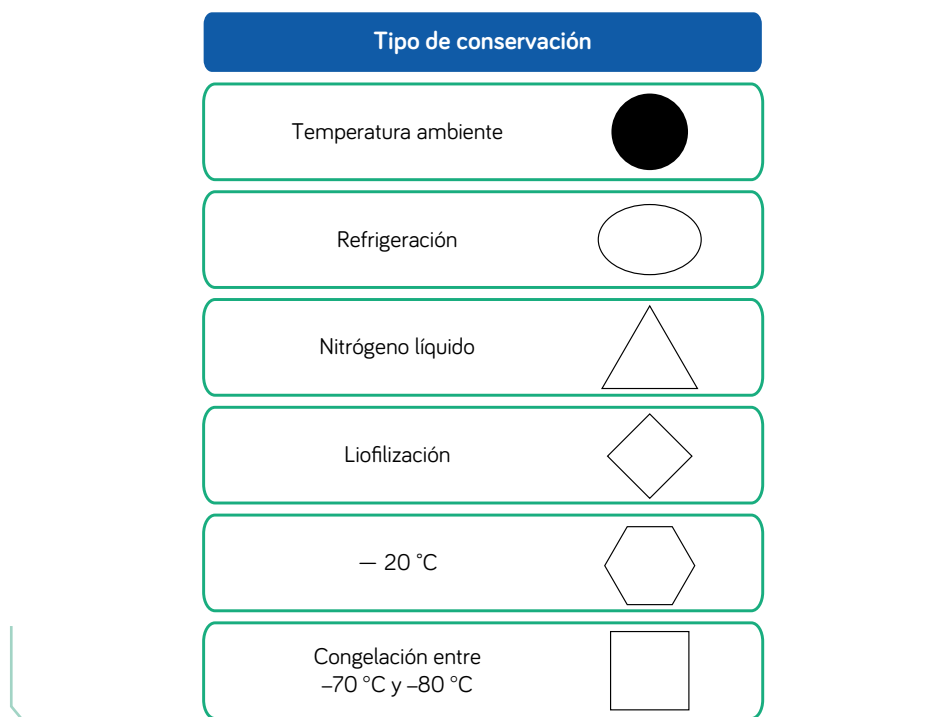 Tipo de conservación
Temperatura ambiente
Refrigeración
Nitrógeno líquido
Liofilización
— 20 °C
Congelación entre
–70 °C y –80 °C